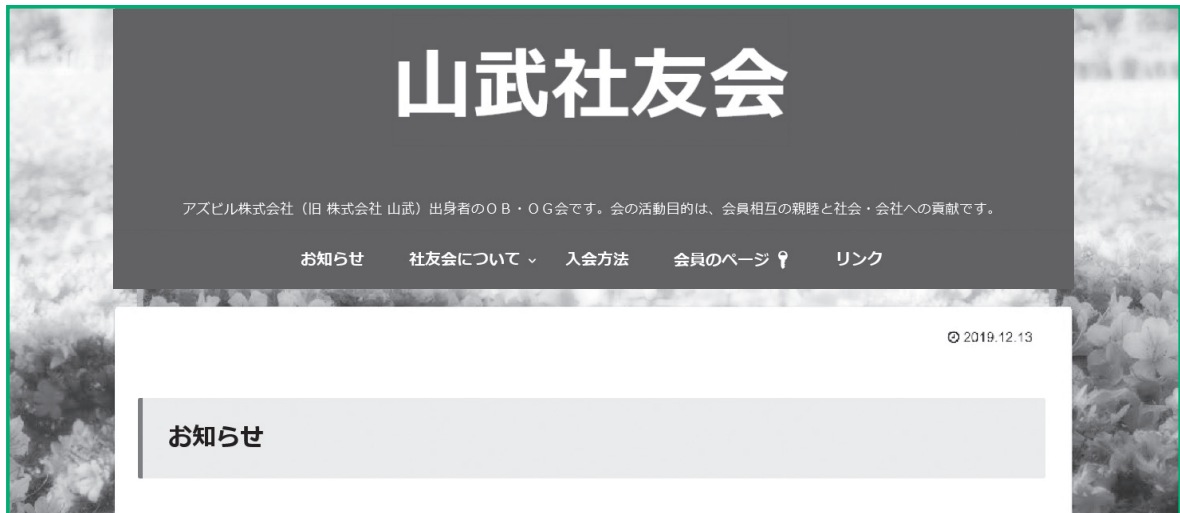 山武社友会
アズビル株式会社（旧 株式会社 山武）出身者のＯＢ・ＯＧ会です。会の活動目的は、会員相互の親睦と社会・会社への貢献です。
お知らせ 社友会について 入会方法 会員のページ リンク
2019.12.13
お知らせ